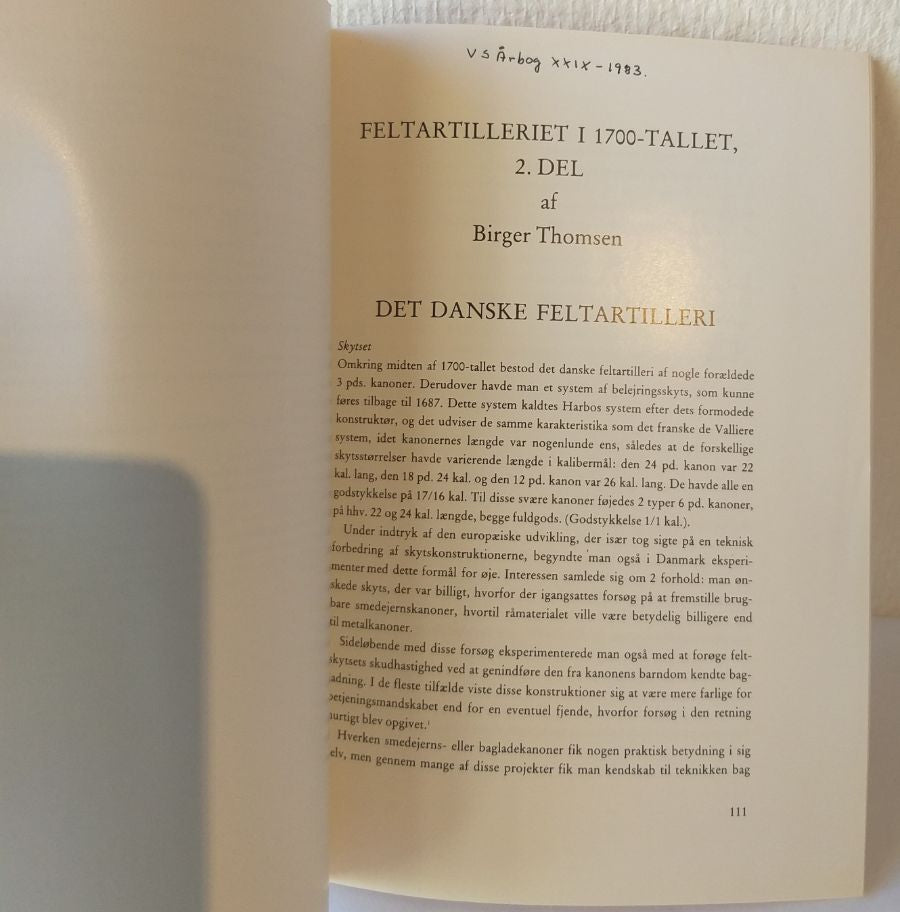 VS Årbog XXIX - 1983.
FELTARTILLERIET I 1700-TALLET,
2. DEL
af
Birger Thomsen
DET DANSKE FELTARTILLERI
Skytset
Omkring midten af 1700-tallet bestod det danske feltartilleri af nogle forældede
3 pds. kanoner. Derudover havde man et system af belejringsskyts, som kunne
føres tilbage til 1687. Dette system kaldtes Harbos system efter dets formodede
konstruktør, og det udviser de samme karakteristika som det franske de Valliere
system, idet kanonernes længde var nogenlunde ens, således at de forskellige
skytsstørrelser havde varierende længde i kalibermål: den 24 pd. kanon var 22
kal. lang, den 18 pd. 24 kal. og den 12 pd. kanon var 26 kal. lang. De havde alle en
godstykkelse på 17/16 kal. Til disse svære kanoner føjedes 2 typer 6 pd. kanoner,
på hhv. 22 og 24 kal. længde, begge fuldgods. (Godstykkelse 1/1 kal.).
Under indtryk af den europæiske udvikling, der især tog sigte på en teknisk
forbedring af skytskonstruktionerne, begyndte man også i Danmark eksperi-
menter med dette formål for øje. Interessen samlede sig om 2 forhold: man øn-
skede skyts, der var billigt, hvorfor der igangsattes forsøg på at fremstille brug-
bare smedejernskanoner, hvortil råmaterialet ville være betydelig billigere end
til metalkanoner.
Sideløbende med disse forsøg eksperimenterede man også med at forøge felt-
skytsets skudhastighed ved at genindføre den fra kanonens barndom kendte bag-
ladning. I de fleste tilfælde viste disse konstruktioner sig at være mere farlige for
betjeningsmandskabet end for en eventuel fjende, hvorfor forsøg i den retning
hurtigt blev opgivet.¹
Hverken smedejerns- eller bagladekanoner fik nogen praktisk betydning i sig
elv, men gennem mange af disse projekter fik man kendskab til teknikken bag
111